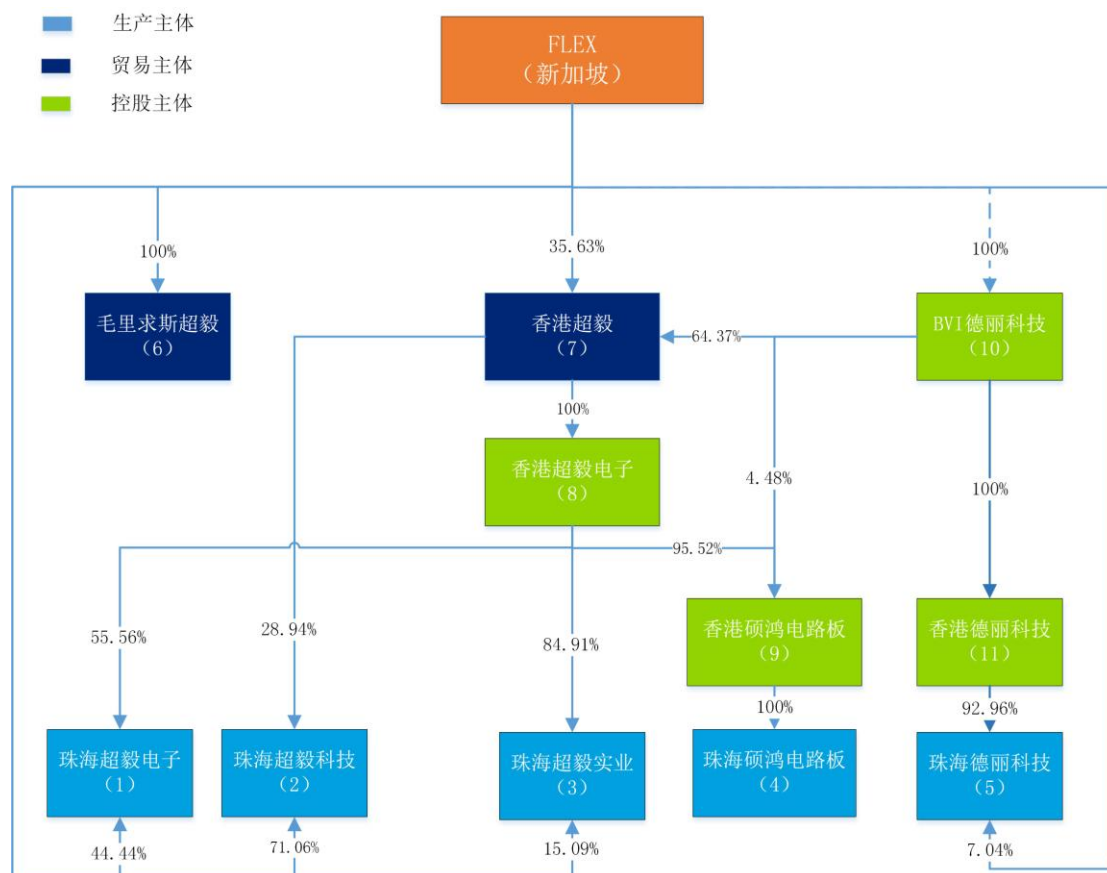 生产主体
贸易主体
控股主体
FLEX
（新加坡）
100%
35.63%
100%
毛里求斯超毅
（6）
香港超毅
（7）
64.37%
BVI德丽科技
（10）
100%
香港超毅电子
（8）
4.48%
100%
95.52%
55.56%
28.94%
84.91%
香港硕鸿电路板
（9）
香港德丽科技
（11）
100%
92.96%
珠海超毅电子
（1）
珠海超毅科技
（2）
珠海超毅实业
（3）
珠海硕鸿电路板
（4）
珠海德丽科技
（5）
44.44%
71.06%
15.09%
7.04%